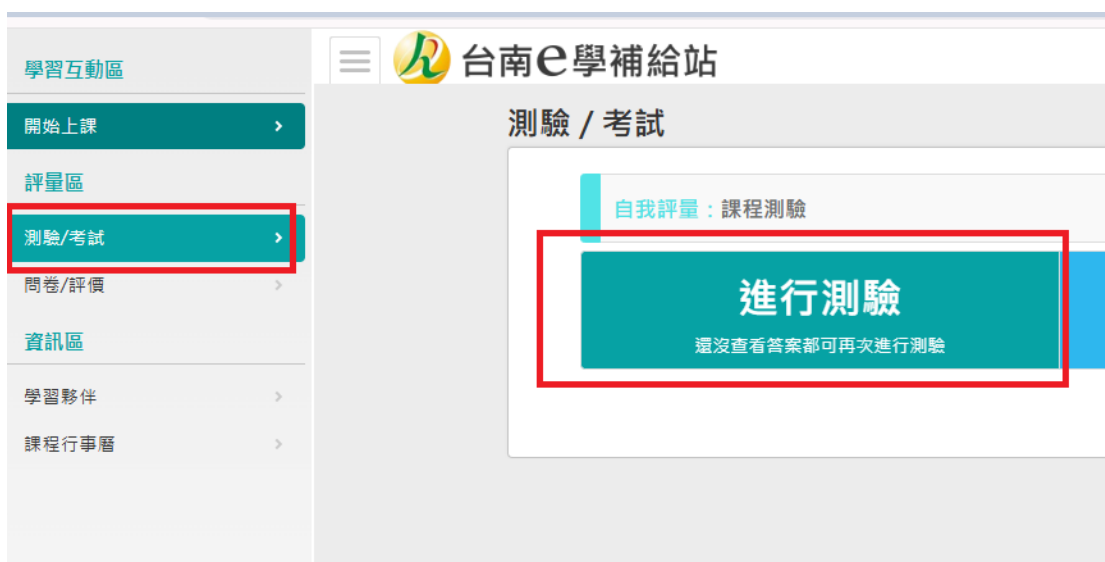 學習互動區
開始上課
評量區
測驗/考試
問卷/評價
資訊區
學習夥伴
課程行事曆
台南e學補給站
測驗 / 考試
自我評量：課程測驗
進行測驗
還沒查看答案都可再次進行測驗